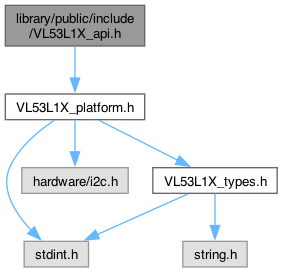 library/public/include
/VL53L1X_api.h
VL53L1X_platform.h
hardware/i2c.h
VL53L1X_types.h
stdint.h
string.h